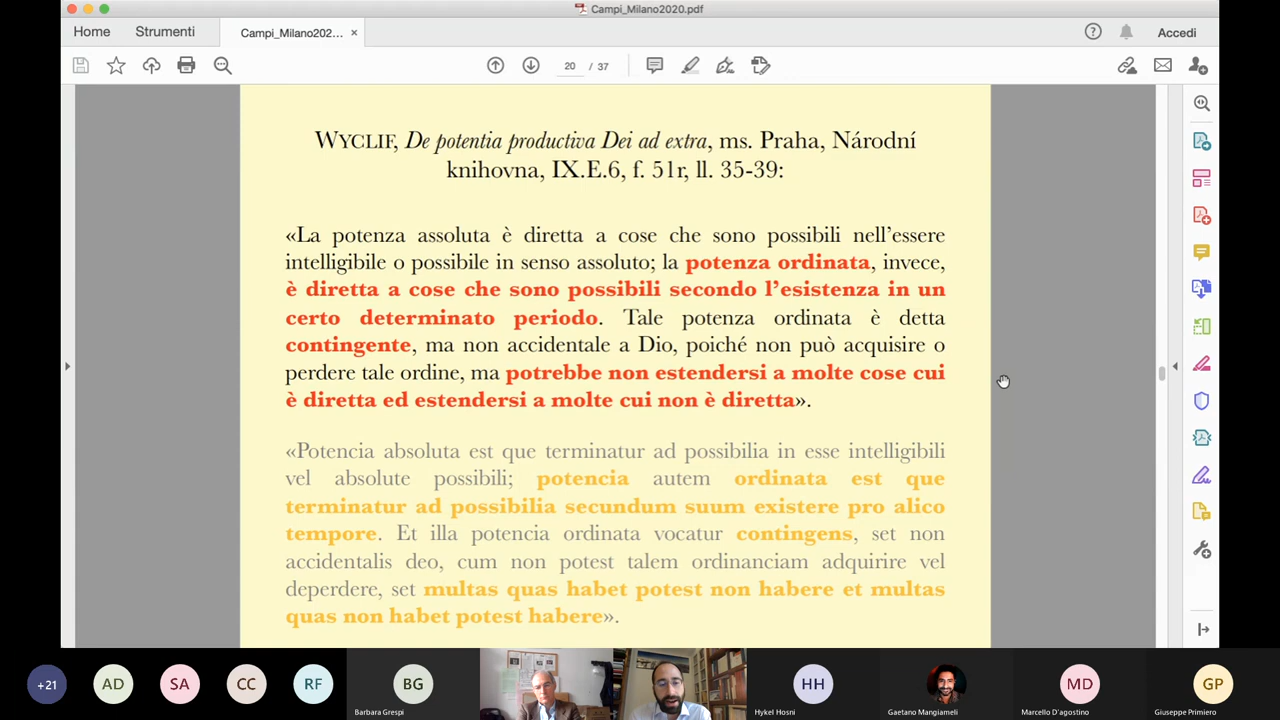 Campi_Milano2020.pdf
Home Strumenti Campi_Milano202... × Accedi
20 / 37
WYCLIF, De potentia productiva Dei ad extra, ms. Praha, Národní
knihovna, IX.E.6, f. 51r, ll. 35-39:
«La potenza assoluta è diretta a cose che sono possibili nell’essere
intelligibile o possibile in senso assoluto; la potenza ordinata, invece,
è diretta a cose che sono possibili secondo l’esistenza in un
certo determinato periodo. Tale potenza ordinata è detta
contingente, ma non accidentale a Dio, poiché non può acquisire o
perdere tale ordine, ma potrebbe non estendersi a molte cose cui
è diretta ed estendersi a molte cui non è diretta».
«Potencia absoluta est que terminatur ad possibilia in esse intelligibili
vel absolute possibili; potencia autem ordinata est que
terminatur ad possibilia secundum suum existere pro alico
tempore. Et illa potencia ordinata vocatur contingens, set non
accidentalis deo, cum non potest talem ordinanciam adquirire vel
deperdere, set multas quas habet potest non habere et multas
quas non habet potest habere».
+21 AD SA CC RF BG HH MD GP
Barbara Grespi Hykel Hosni Gaetano Mangiameli Marcello D'agostino Giuseppe Primiero